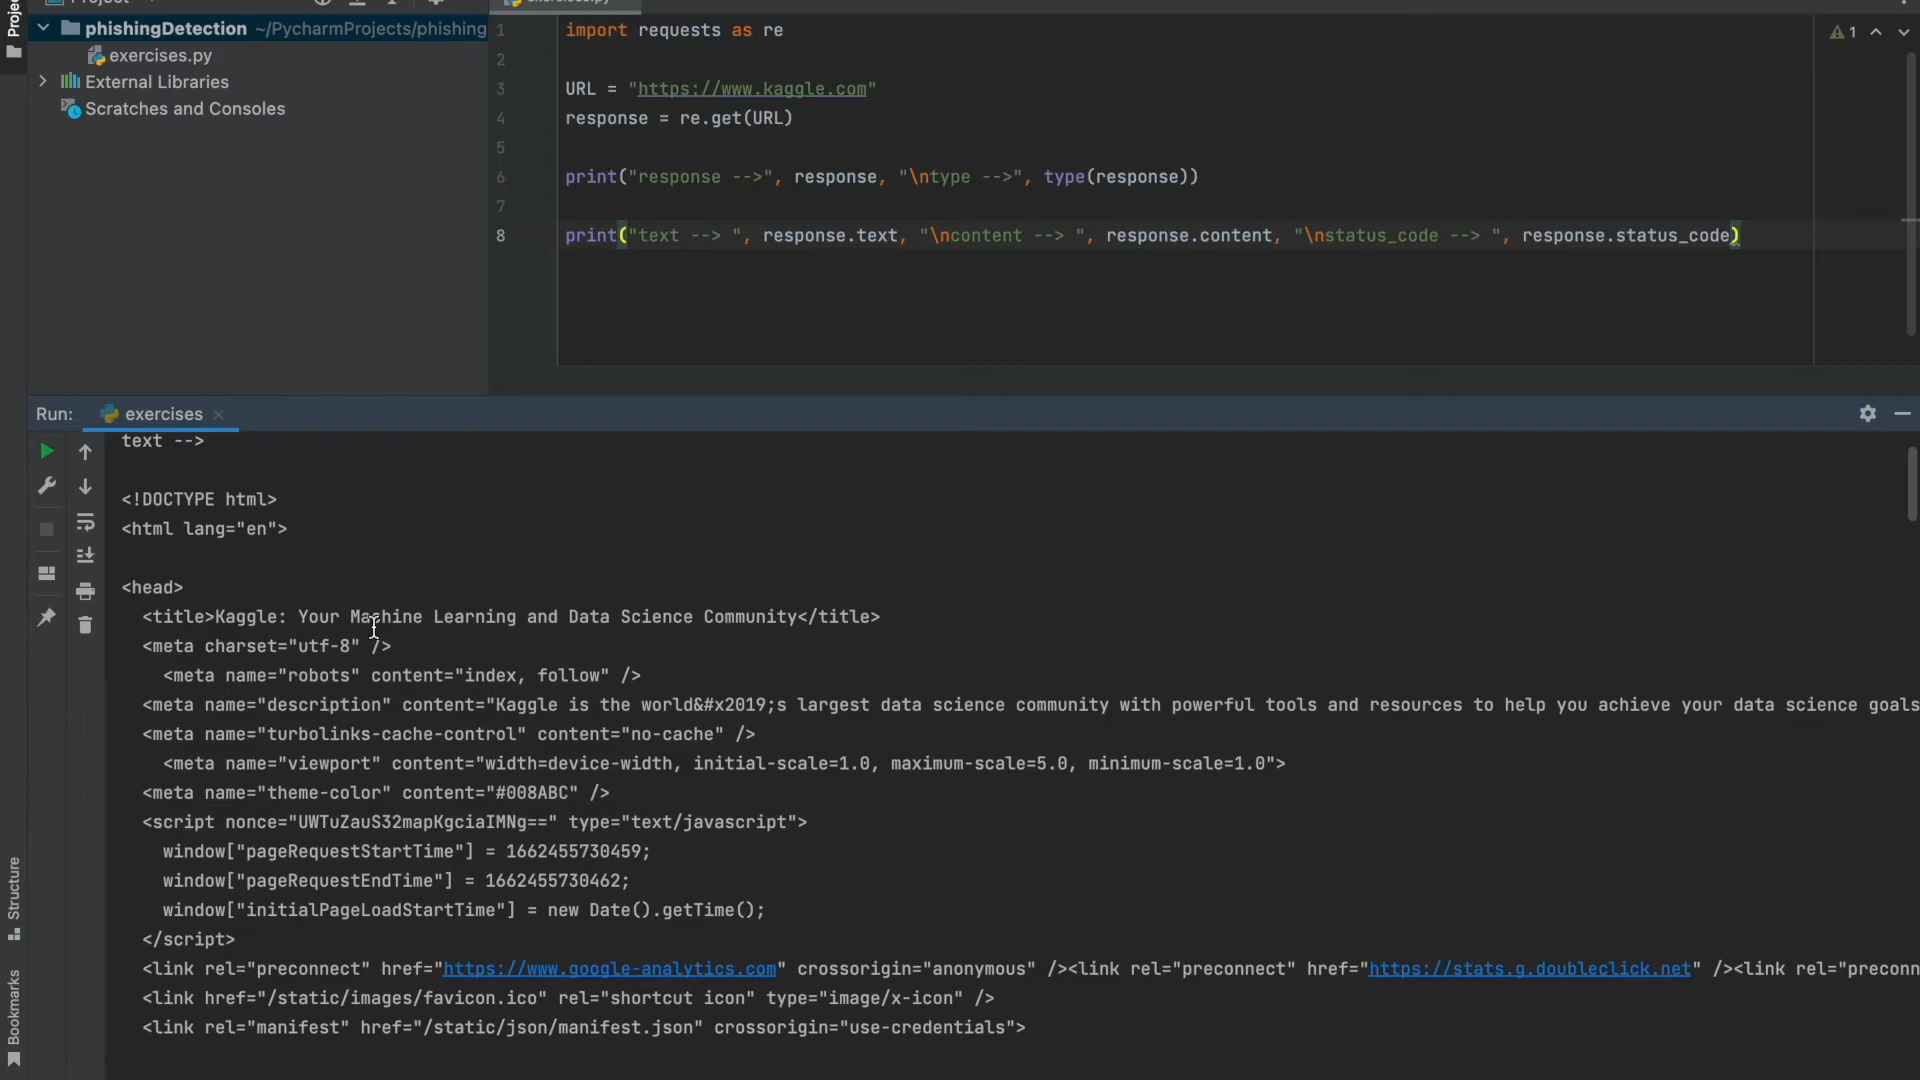 Project
exercises.py
phishingDetection ~/PycharmProjects/phishing
exercises.py
External Libraries
Scratches and Consoles
1 import requests as re
2
3 URL = "https://www.kaggle.com"
4 response = re.get(URL)
5
6 print("response -->", response, "\ntype -->", type(response))
7
8 print("text --> ", response.text, "\ncontent --> ", response.content, "\nstatus_code --> ", response.status_code)
1
Run: exercises
text -->
<!DOCTYPE html>
<html lang="en">
<head>
<title>Kaggle: Your Machine Learning and Data Science Community</title>
<meta charset="utf-8" />
<meta name="robots" content="index, follow" />
<meta name="description" content="Kaggle is the world&#x2019;s largest data science community with powerful tools and resources to help you achieve your data science goals
<meta name="turbolinks-cache-control" content="no-cache" />
<meta name="viewport" content="width=device-width, initial-scale=1.0, maximum-scale=5.0, minimum-scale=1.0">
<meta name="theme-color" content="#008ABC" />
<script nonce="UWTuZauS32mapKgciaIMNg==" type="text/javascript">
window["pageRequestStartTime"] = 1662455730459;
window["pageRequestEndTime"] = 1662455730462;
window["initialPageLoadStartTime"] = new Date().getTime();
</script>
<link rel="preconnect" href="https://www.google-analytics.com" crossorigin="anonymous" /><link rel="preconnect" href="https://stats.g.doubleclick.net" /><link rel="preconn
<link href="/static/images/favicon.ico" rel="shortcut icon" type="image/x-icon" />
<link rel="manifest" href="/static/json/manifest.json" crossorigin="use-credentials">
Structure
Bookmarks